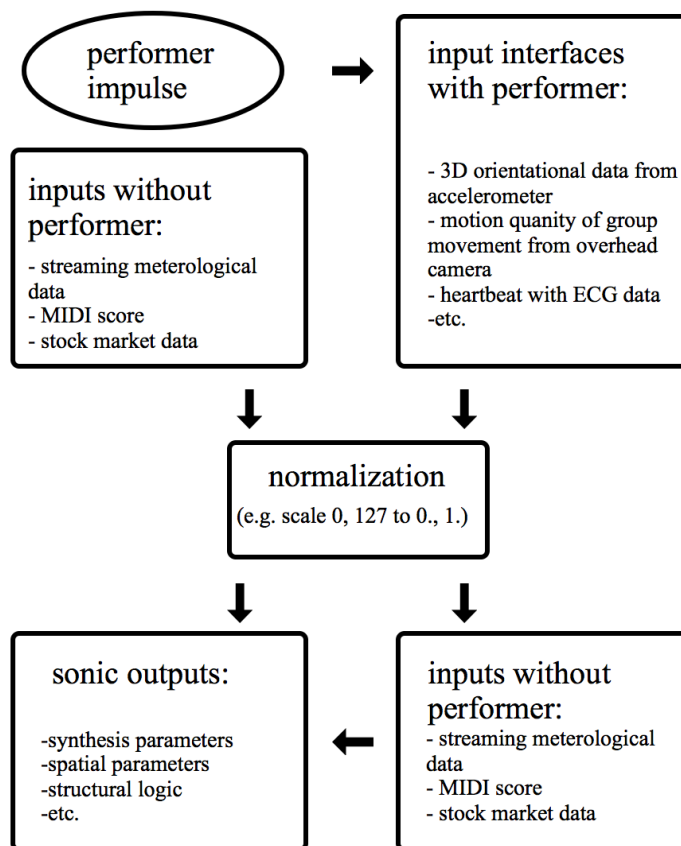 performer
impulse
input interfaces
with performer:
- 3D orientational data from
accelerometer
- motion quanity of group
movement from overhead
camera
- heartbeat with ECG data
-etc.
inputs without
performer:
- streaming meterological
data
- MIDI score
- stock market data
normalization
(e.g. scale 0, 127 to 0., 1.)
sonic outputs:
-synthesis parameters
-spatial parameters
-structural logic
-etc.
inputs without
performer:
- streaming meterological
data
- MIDI score
- stock market data